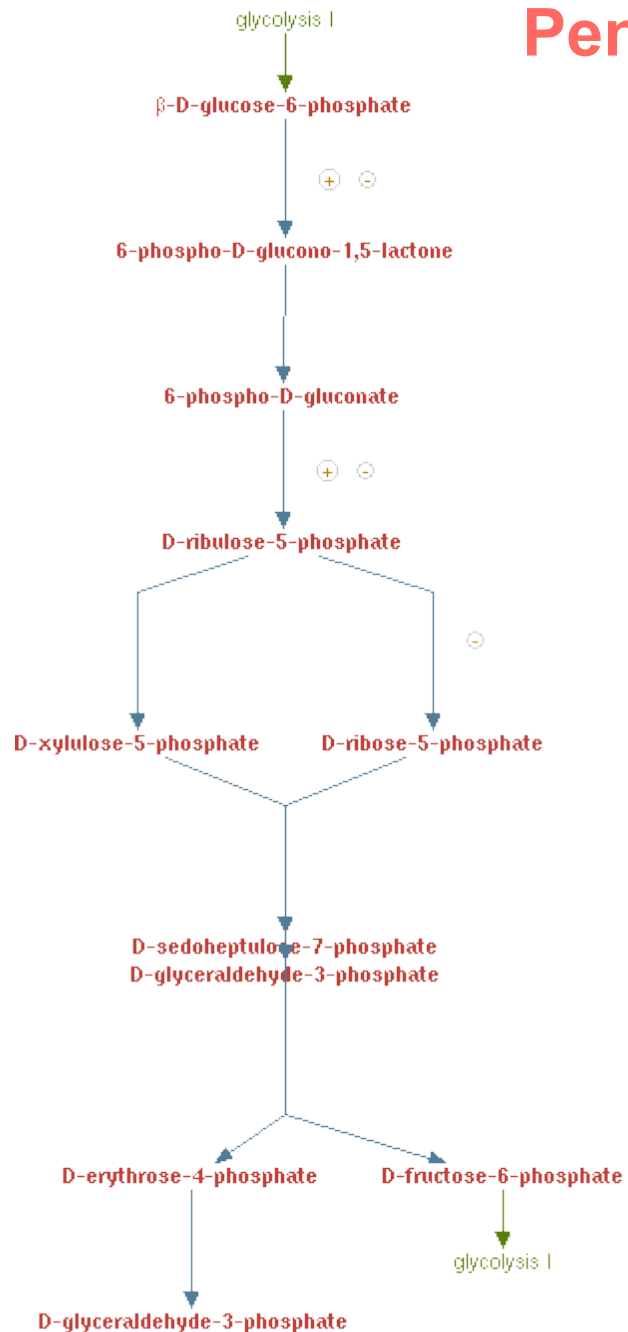 glycolysis I
Pen
β-D-glucose-6-phosphate
+ -
6-phospho-D-glucono-1,5-lactone
6-phospho-D-gluconate
+ -
D-ribulose-5-phosphate
-
D-xylulose-5-phosphate D-ribose-5-phosphate
D-sedoheptulose-7-phosphate
D-glyceraldehyde-3-phosphate
D-erythrose-4-phosphate D-fructose-6-phosphate
glycolysis I
D-glyceraldehyde-3-phosphate